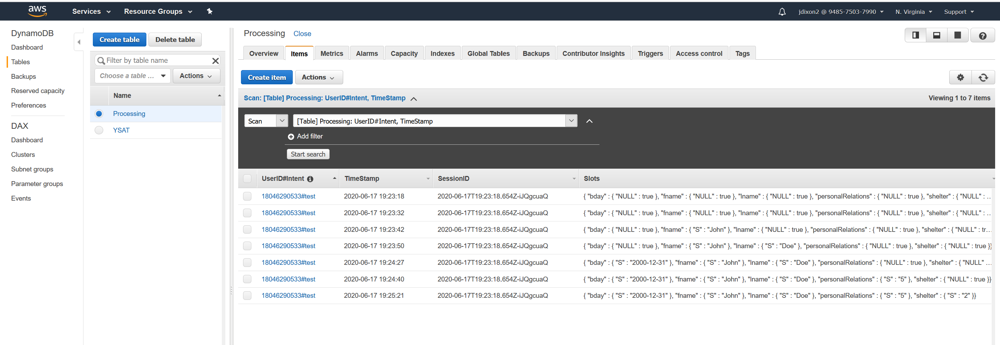 aws Services Resource Groups jdixon2 @ 9485-7503-7990 N. Virginia Support
DynamoDB
Dashboard
Tables
Backups
Reserved capacity
Preferences
DAX
Dashboard
Clusters
Subnet groups
Parameter groups
Events
Create table Delete table
Filter by table name
Choose a table ... Actions
Name
Processing
YSAT
Processing Close
Overview Items Metrics Alarms Capacity Indexes Global Tables Backups Contributor Insights Triggers Access control Tags
Create item Actions
Scan: [Table] Processing: UserID#Intent, TimeStamp Viewing 1 to 7 items
Scan [Table] Processing: UserID#Intent, TimeStamp
Add filter
Start search
UserID#Intent TimeStamp SessionID Slots
18046290533#test 2020-06-17 19:23:18 2020-06-17T19:23:18.654Z-iJQgcuaQ { "bday" : { "NULL" : true }, "fname" : { "NULL" : true }, "lname" : { "NULL" : true }, "personalRelations" : { "NULL" : true }, "shelter" : { "NULL" : ...
18046290533#test 2020-06-17 19:23:32 2020-06-17T19:23:18.654Z-iJQgcuaQ { "bday" : { "NULL" : true }, "fname" : { "NULL" : true }, "lname" : { "NULL" : true }, "personalRelations" : { "NULL" : true }, "shelter" : { "NULL" : ...
18046290533#test 2020-06-17 19:23:42 2020-06-17T19:23:18.654Z-iJQgcuaQ { "bday" : { "NULL" : true }, "fname" : { "S" : "John" }, "lname" : { "NULL" : true }, "personalRelations" : { "NULL" : true }, "shelter" : { "NULL" : tr...
18046290533#test 2020-06-17 19:23:50 2020-06-17T19:23:18.654Z-iJQgcuaQ { "bday" : { "NULL" : true }, "fname" : { "S" : "John" }, "lname" : { "S" : "Doe" }, "personalRelations" : { "NULL" : true }, "shelter" : { "NULL" : true }}
18046290533#test 2020-06-17 19:24:27 2020-06-17T19:23:18.654Z-iJQgcuaQ { "bday" : { "S" : "2000-12-31" }, "fname" : { "S" : "John" }, "lname" : { "S" : "Doe" }, "personalRelations" : { "NULL" : true }, "shelter" : { "NULL" ...
18046290533#test 2020-06-17 19:24:40 2020-06-17T19:23:18.654Z-iJQgcuaQ { "bday" : { "S" : "2000-12-31" }, "fname" : { "S" : "John" }, "lname" : { "S" : "Doe" }, "personalRelations" : { "S" : "5" }, "shelter" : { "NULL" : true }}
18046290533#test 2020-06-17 19:25:21 2020-06-17T19:23:18.654Z-iJQgcuaQ { "bday" : { "S" : "2000-12-31" }, "fname" : { "S" : "John" }, "lname" : { "S" : "Doe" }, "personalRelations" : { "S" : "5" }, "shelter" : { "S" : "2" }}